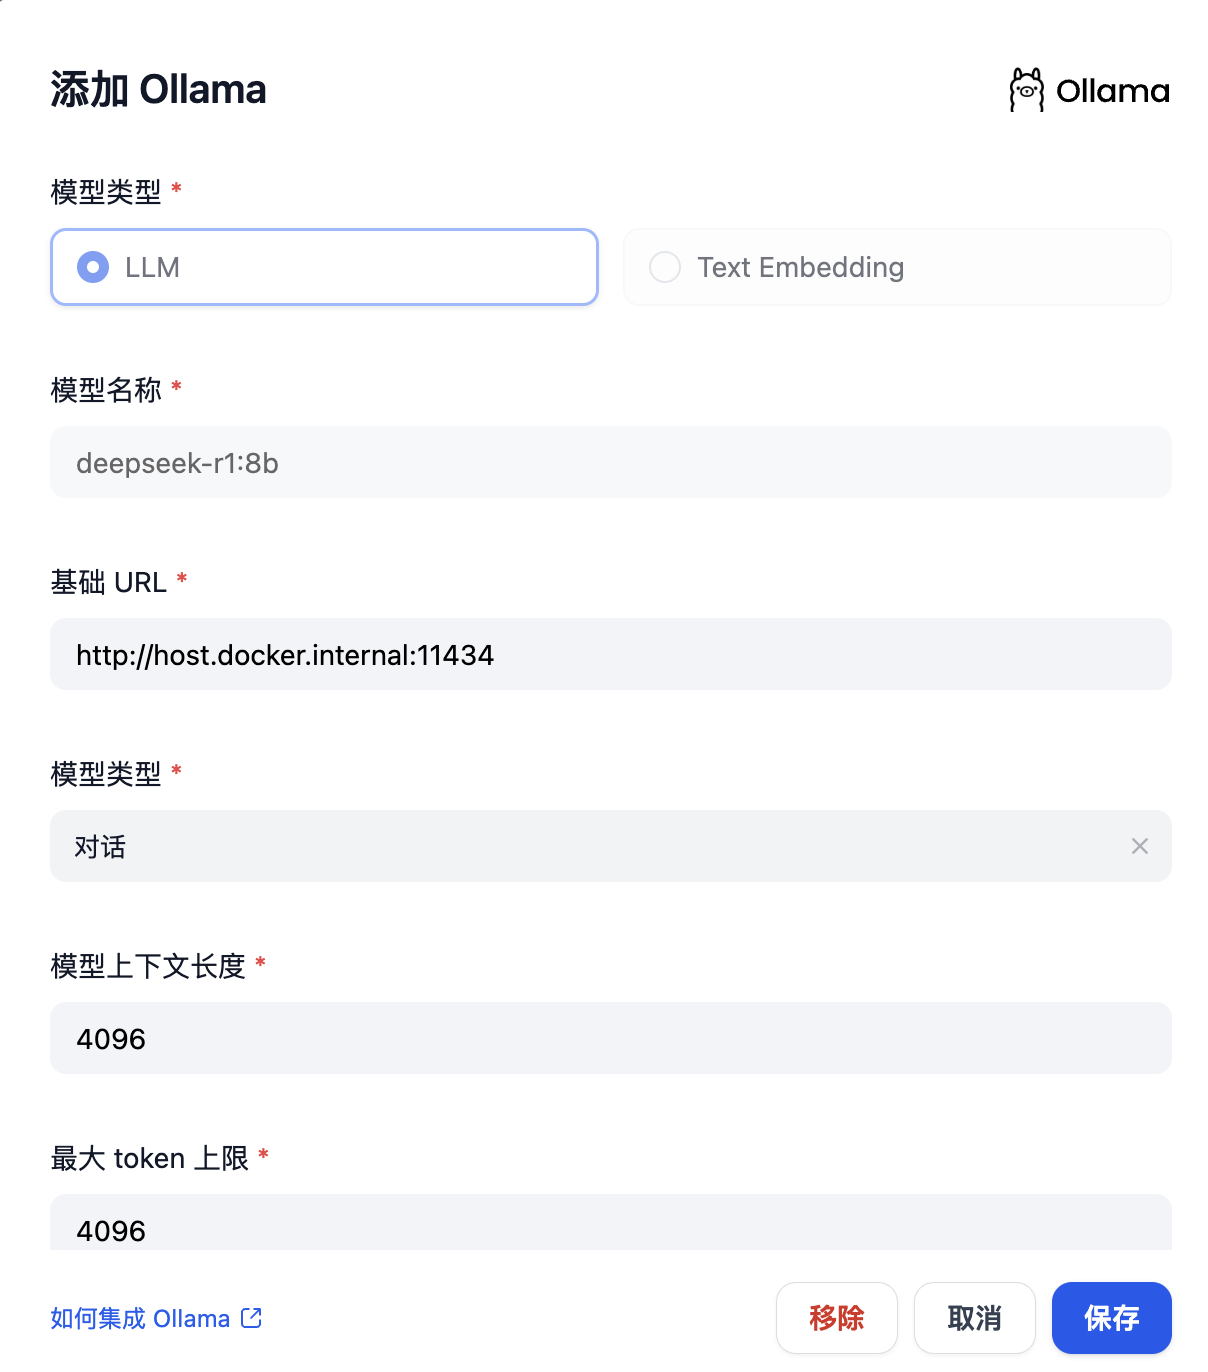 添加 Ollama
Ollama
模型类型 *
LLM
Text Embedding
模型名称 *
deepseek-r1:8b
基础 URL *
http://host.docker.internal:11434
模型类型 *
对话
模型上下文长度 *
4096
最大 token 上限 *
4096
如何集成 Ollama
移除
取消
保存